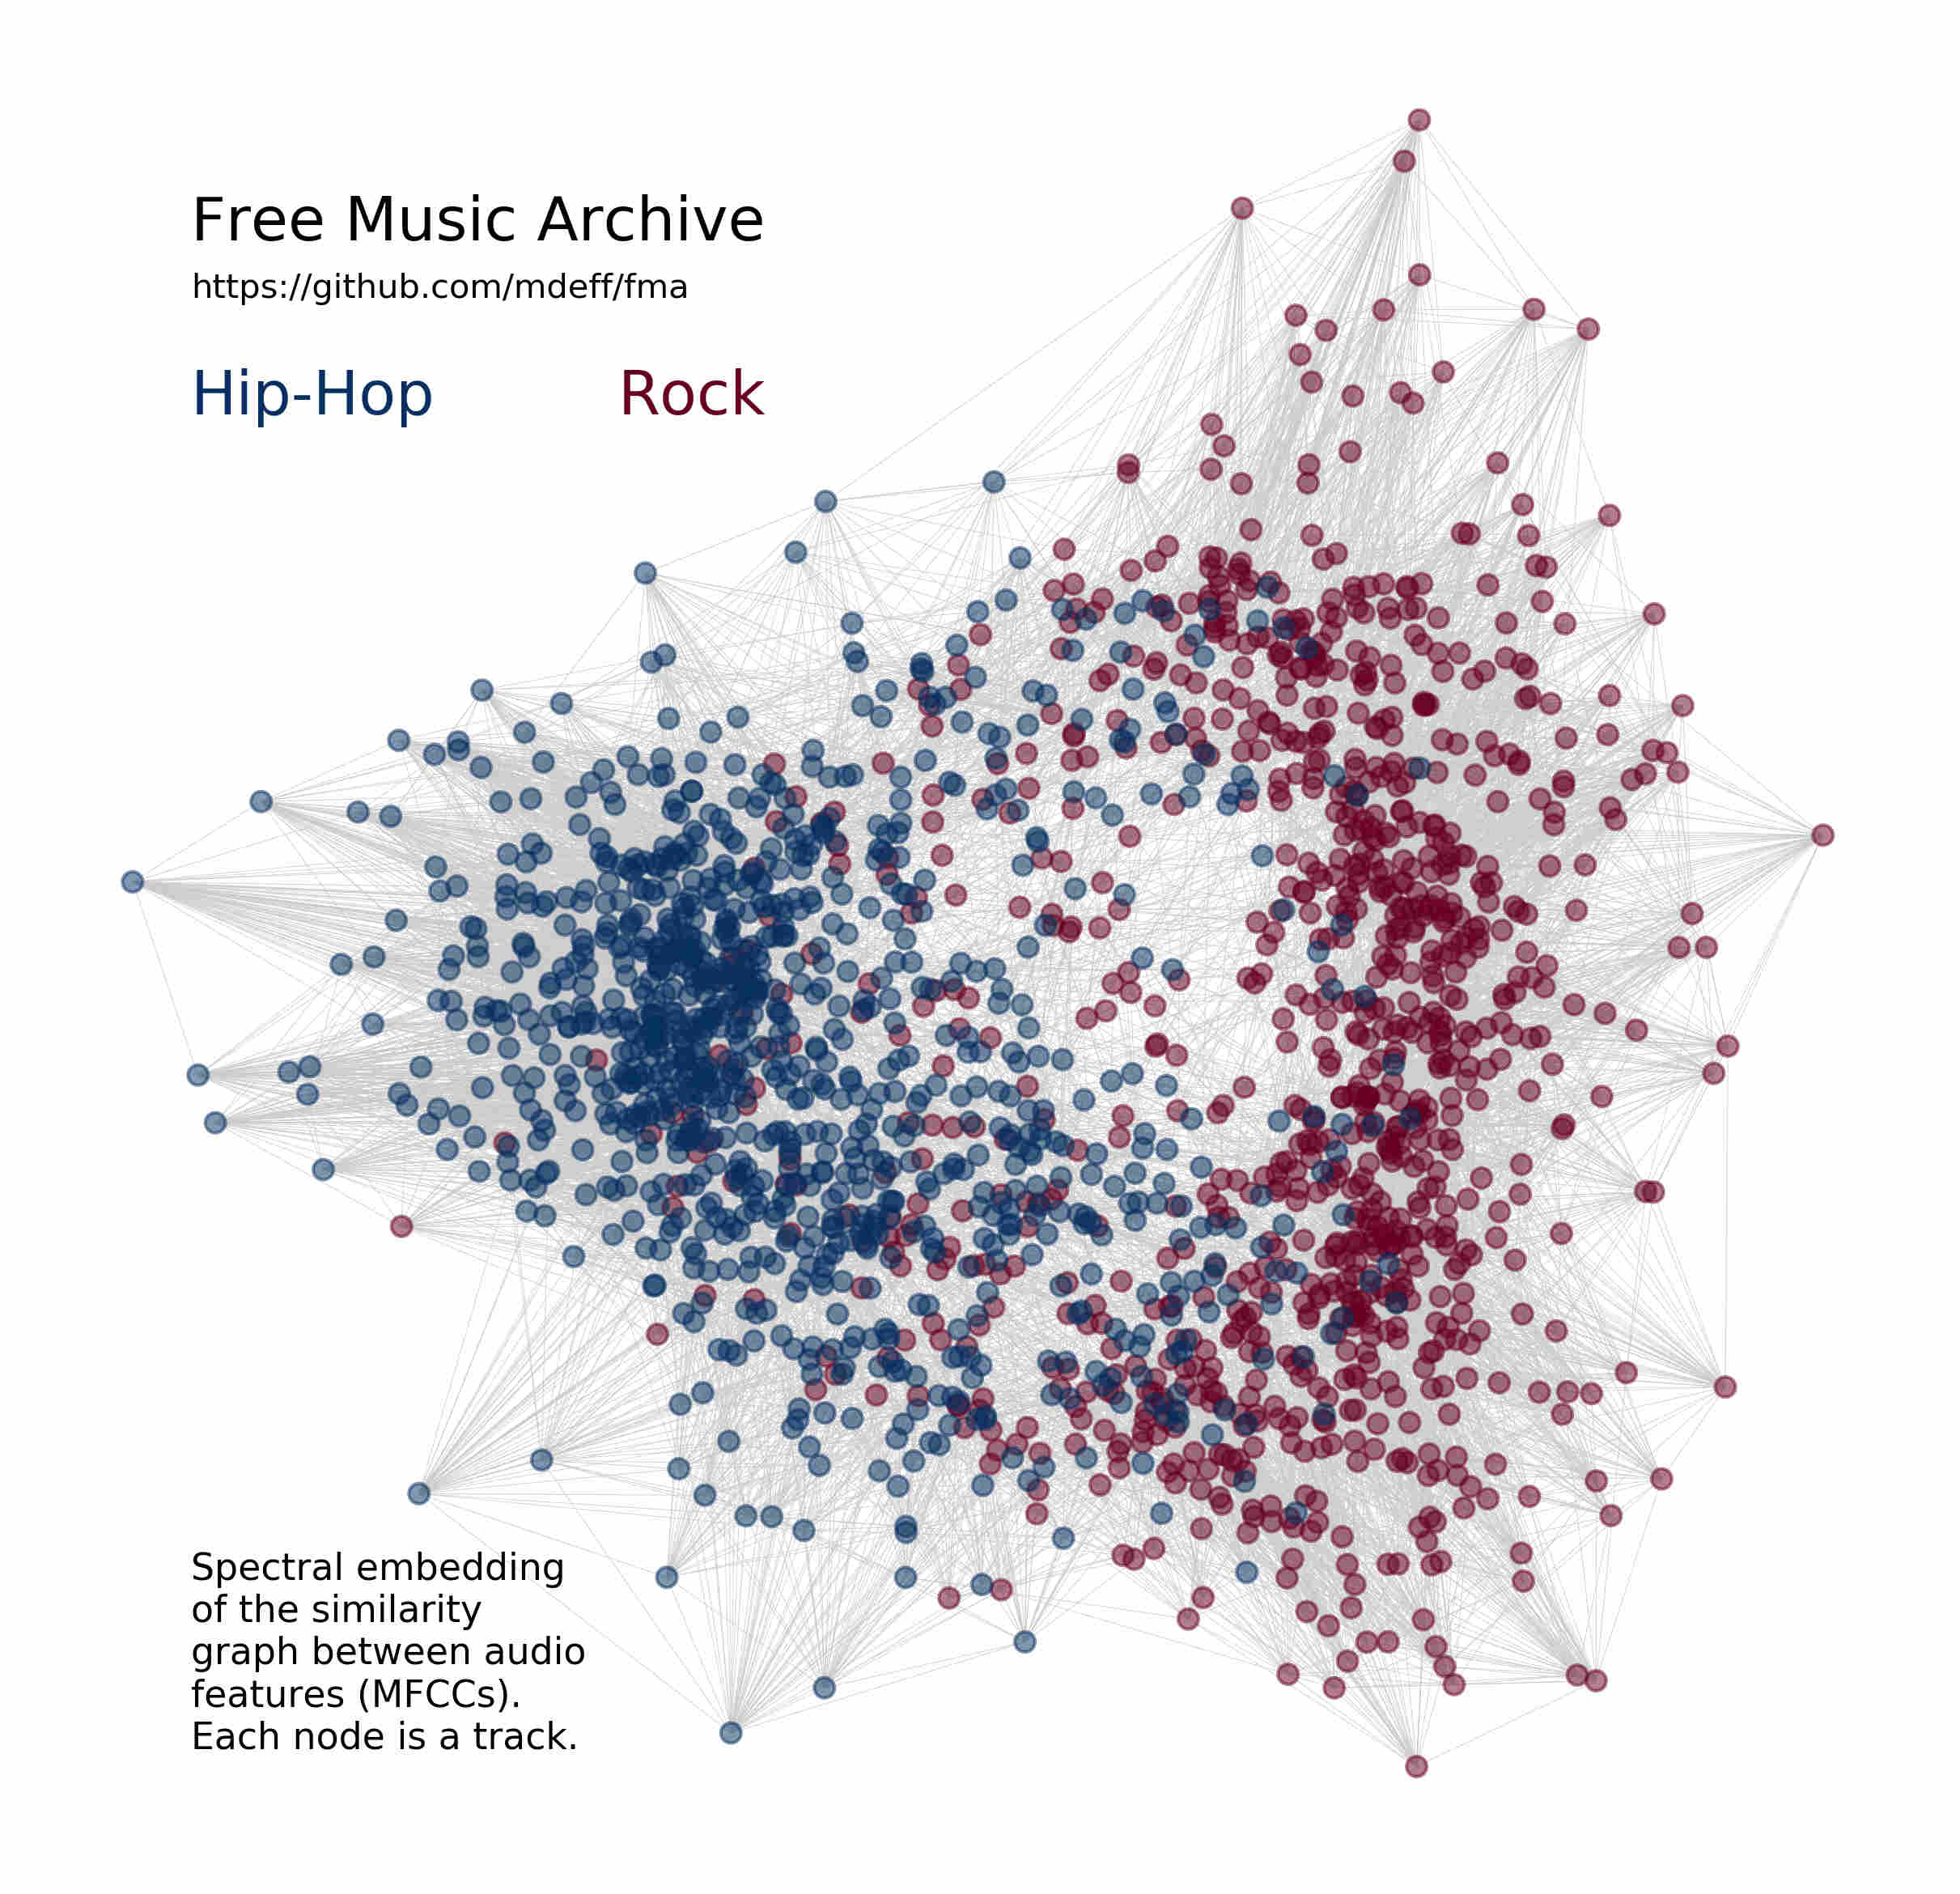 Free Music Archive
https://github.com/mdeff/fma
Hip-Hop Rock
Spectral embedding
of the similarity
graph between audio
features (MFCCs).
Each node is a track.